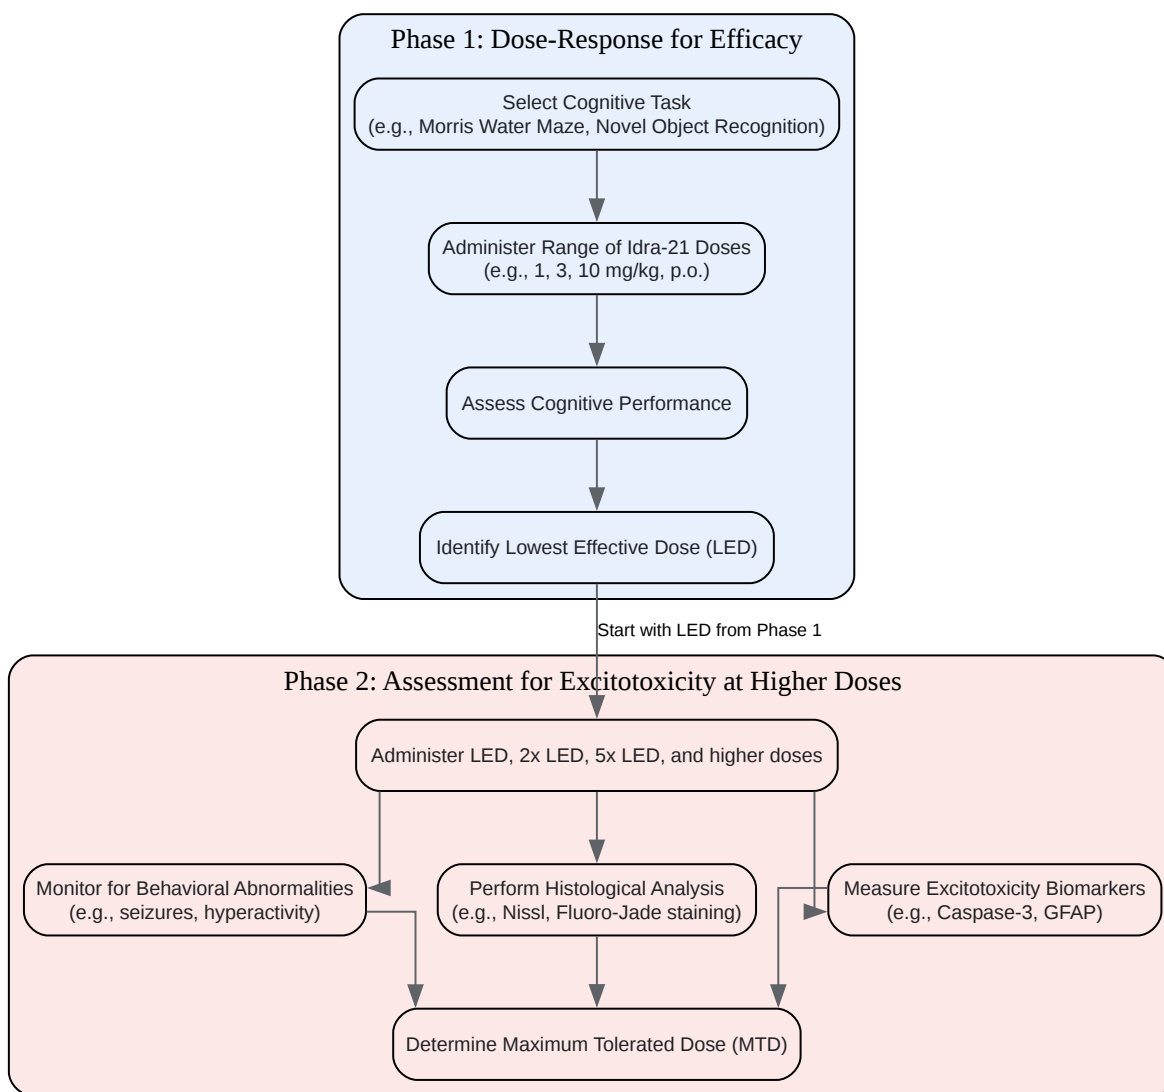 Phase 1: Dose-Response for Efficacy
Select Cognitive Task
(e.g., Morris Water Maze, Novel Object Recognition)
Administer Range of Idra-21 Doses
(e.g., 1, 3, 10 mg/kg, p.o.)
Assess Cognitive Performance
Identify Lowest Effective Dose (LED)
Start with LED from Phase 1
Phase 2: Assessment for Excitotoxicity at Higher Doses
Administer LED, 2x LED, 5x LED, and higher doses
Monitor for Behavioral Abnormalities
(e.g., seizures, hyperactivity)
Perform Histological Analysis
(e.g., Nissl, Fluoro-Jade staining)
Measure Excitotoxicity Biomarkers
(e.g., Caspase-3, GFAP)
Determine Maximum Tolerated Dose (MTD)